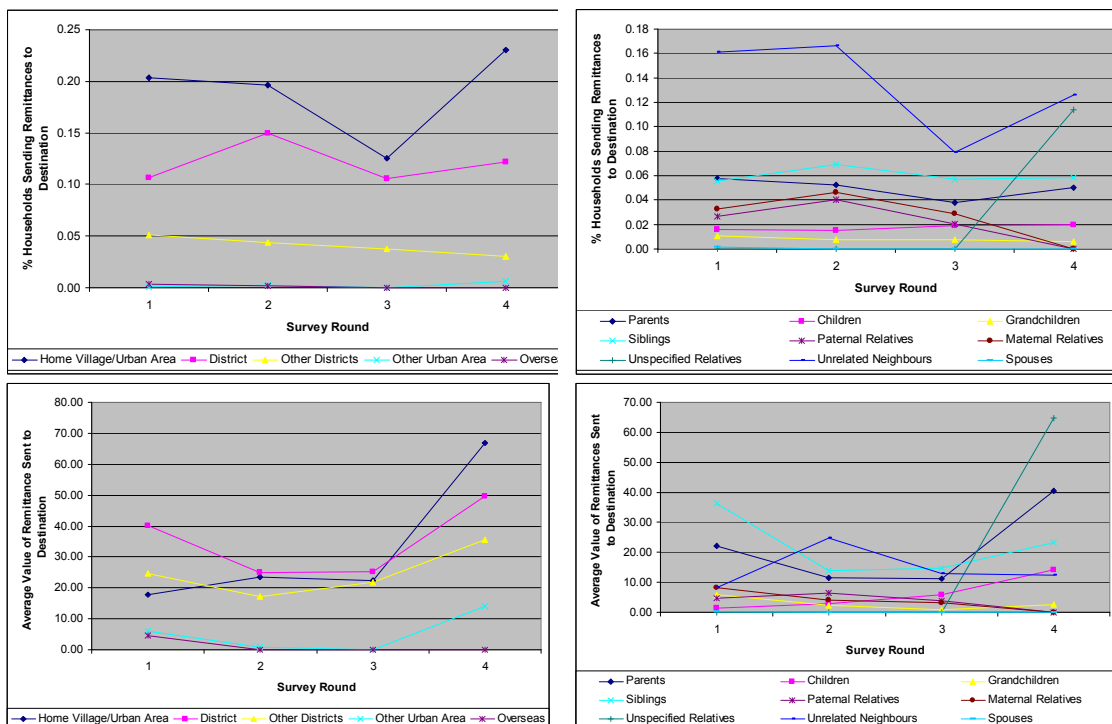 % Households Sending Remittances to
Destination
0.25
0.20
0.15
0.10
0.05
0.00
1 2 3 4
Survey Round
Home Village/Urban Area District Other Districts Other Urban Area Overseas
% Households Sending Remittances
to Destination
0.18
0.16
0.14
0.12
0.10
0.08
0.06
0.04
0.02
0.00
1 2 3 4
Survey Round
Parents Children Grandchildren
Siblings Paternal Relatives Maternal Relatives
Unspecified Relatives Unrelated Neighbours Spouses
Average Value of Remittance Sent to
Destination
80.00
70.00
60.00
50.00
40.00
30.00
20.00
10.00
0.00
1 2 3 4
Survey Round
Home Village/Urban Area District Other Districts Other Urban Area Overseas
Average Value of Remittances Sent
to Destination
70.00
60.00
50.00
40.00
30.00
20.00
10.00
0.00
1 2 3 4
Survey Round
Parents Children Grandchildren
Siblings Paternal Relatives Maternal Relatives
Unspecified Relatives Unrelated Neighbours Spouses